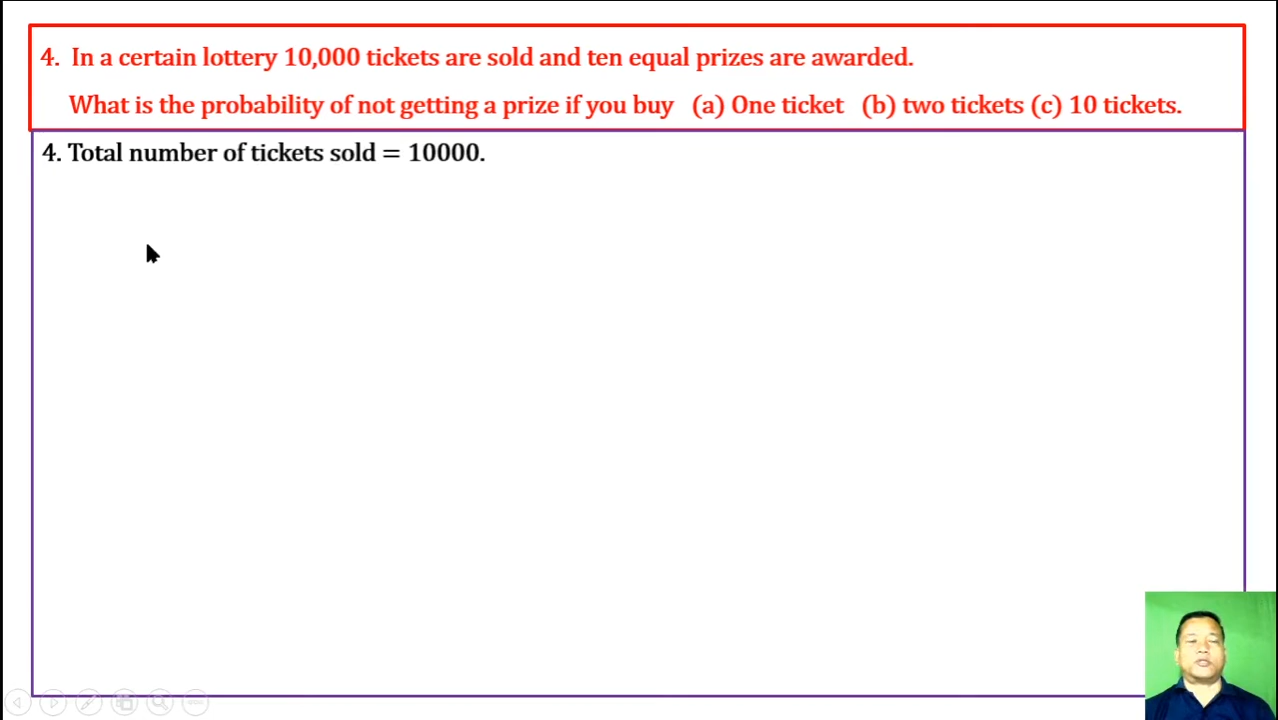 4. In a certain lottery 10,000 tickets are sold and ten equal prizes are awarded.
What is the probability of not getting a prize if you buy (a) One ticket (b) two tickets (c) 10 tickets.
4. Total number of tickets sold = 10000.